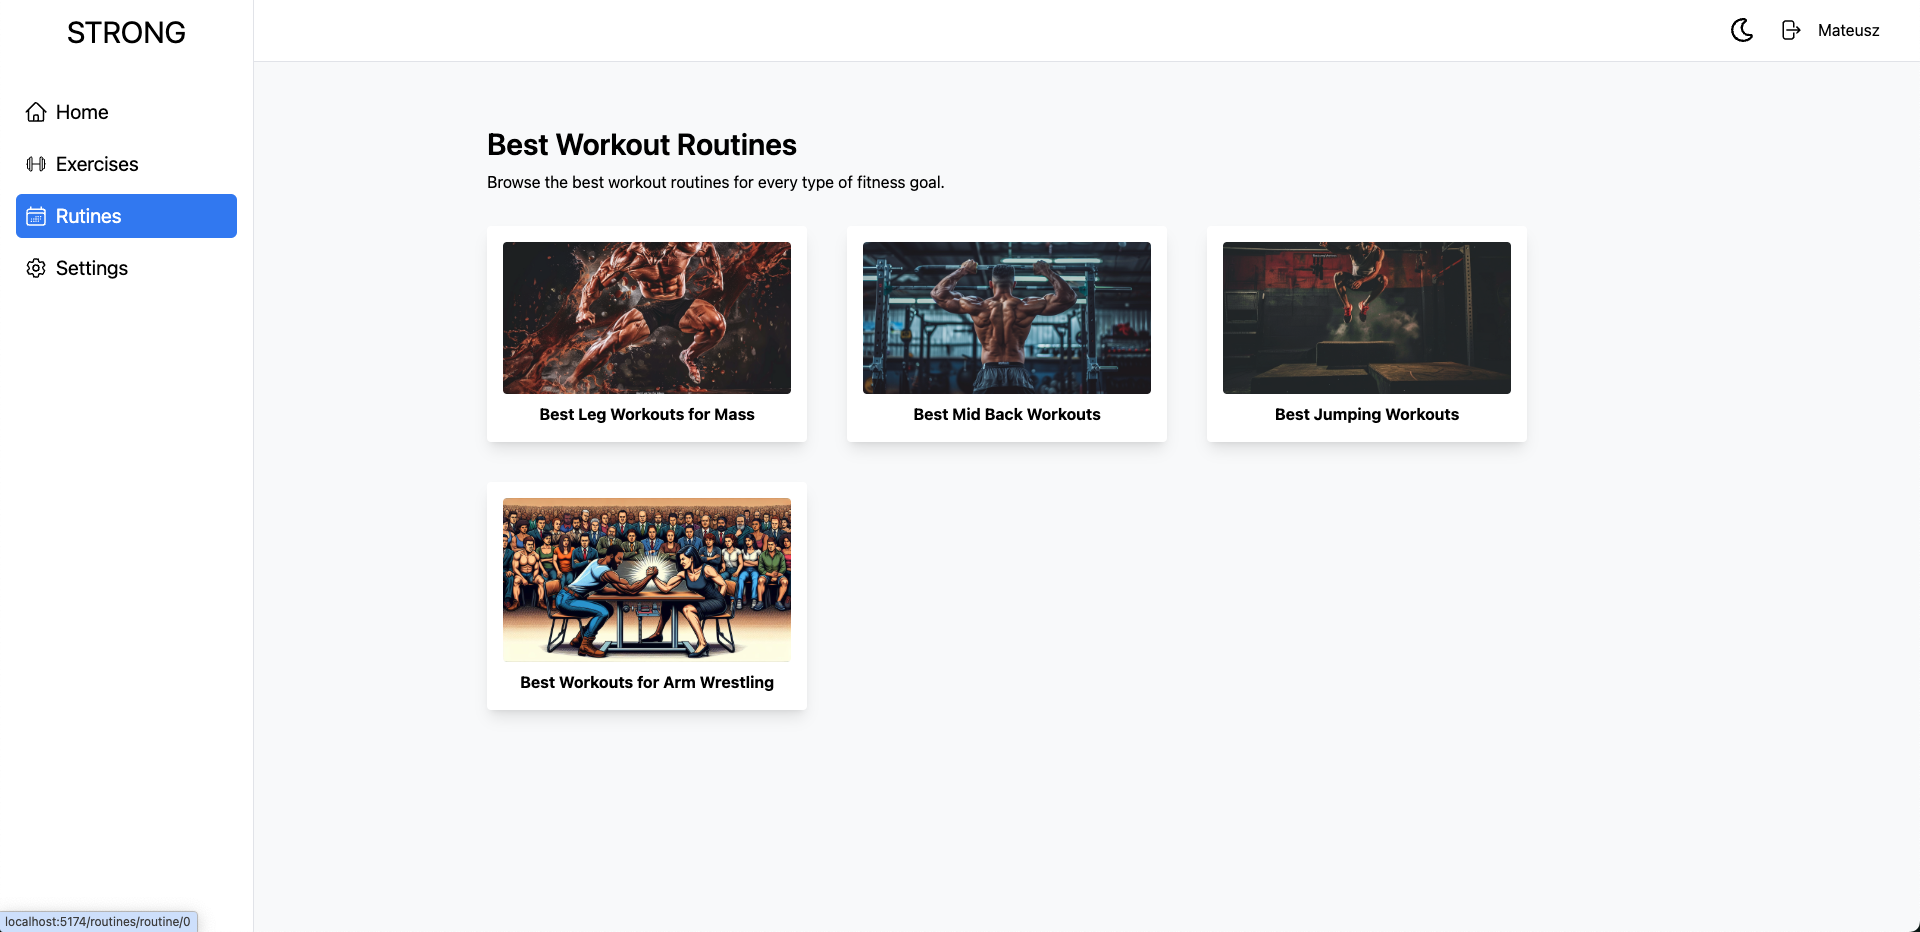 STRONG
Mateusz
Home
Exercises
Rutines
Settings
Best Workout Routines
Browse the best workout routines for every type of fitness goal.
Best Leg Workouts for Mass
Best Mid Back Workouts
Best Jumping Workouts
Best Workouts for Arm Wrestling
localhost:5174/routines/routine/0